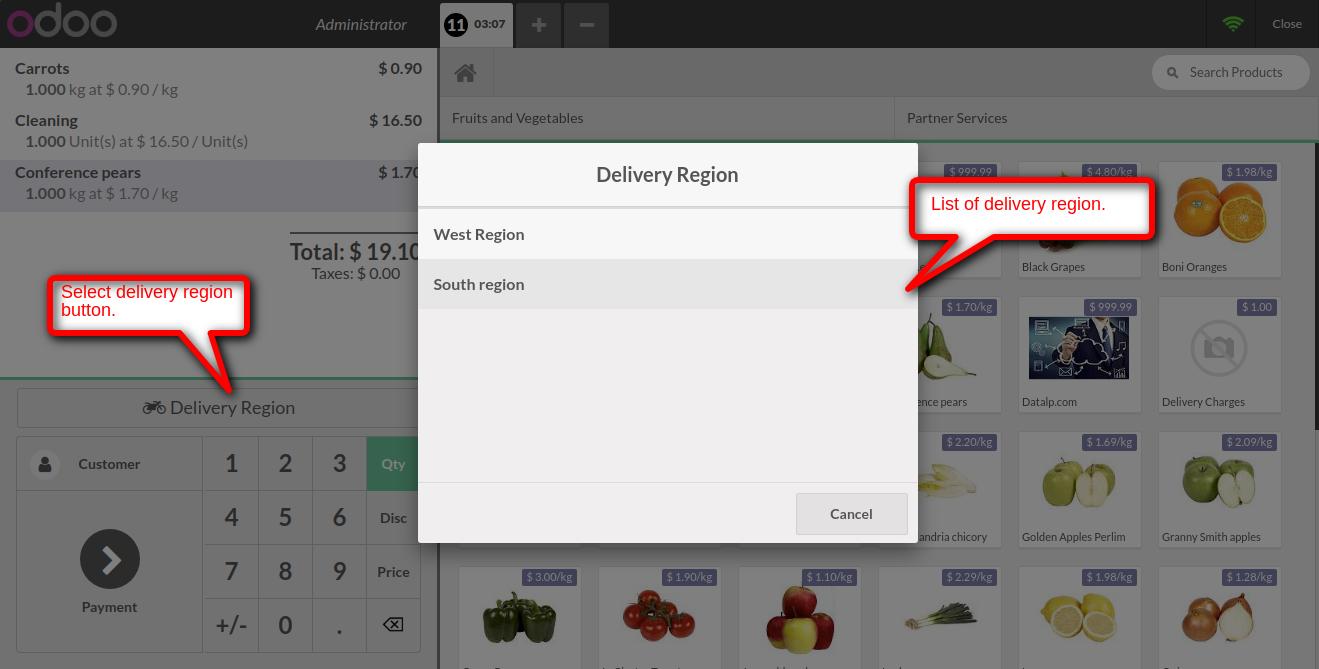 odoo
Administrator
11 03:07
+
−
Close
Carrots $ 0.90
1.000 kg at $ 0.90 / kg
Cleaning $ 16.50
1.000 Unit(s) at $ 16.50 / Unit(s)
Conference pears $ 1.70
1.000 kg at $ 1.70 / kg
Total: $ 19.10
Taxes: $ 0.00
Select delivery region
button.
Delivery Region
Customer
1 2 3 Qty
4 5 6 Disc
7 8 9 Price
+/- 0 .
Payment
Search Products
Fruits and Vegetables
Partner Services
Delivery Region
West Region
South region
Cancel
List of delivery region.
$ 999.99
$ 4.80/kg
Black Grapes
$ 1.98/kg
Boni Oranges
$ 1.70/kg
ence pears
$ 999.99
Datalp.com
$ 1.00
Delivery Charges
$ 2.20/kg
andria chicory
$ 1.69/kg
Golden Apples Perlim
$ 2.09/kg
Granny Smith apples
$ 3.00/kg
$ 1.90/kg
$ 1.10/kg
$ 2.29/kg
$ 1.98/kg
$ 1.28/kg